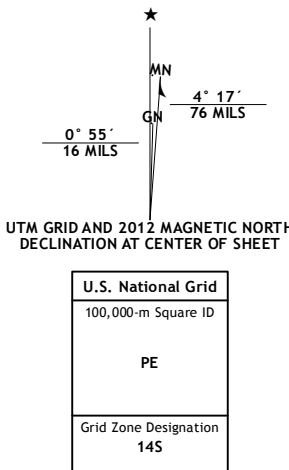 ★
MN
4° 17´
76 MILS
GN
0° 55´
16 MILS
UTM GRID AND 2012 MAGNETIC NORTH
DECLINATION AT CENTER OF SHEET
U.S. National Grid
100,000-m Square ID
PE
Grid Zone Designation
14S